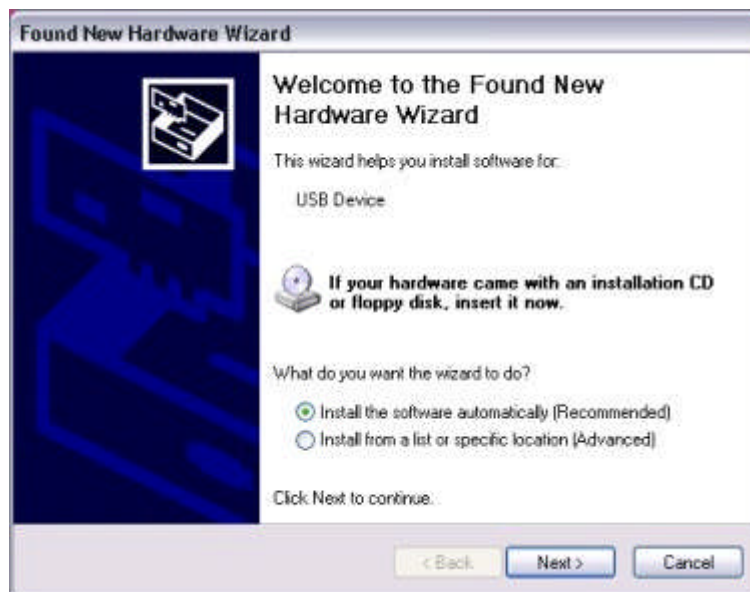 Found New Hardware Wizard
Welcome to the Found New
Hardware Wizard
This wizard helps you install software for:
USB Device
If your hardware came with an installation CD
or floppy disk, insert it now.
What do you want the wizard to do?
Install the software automatically (Recommended)
Install from a list or specific location (Advanced)
Click Next to continue.
< Back Next > Cancel